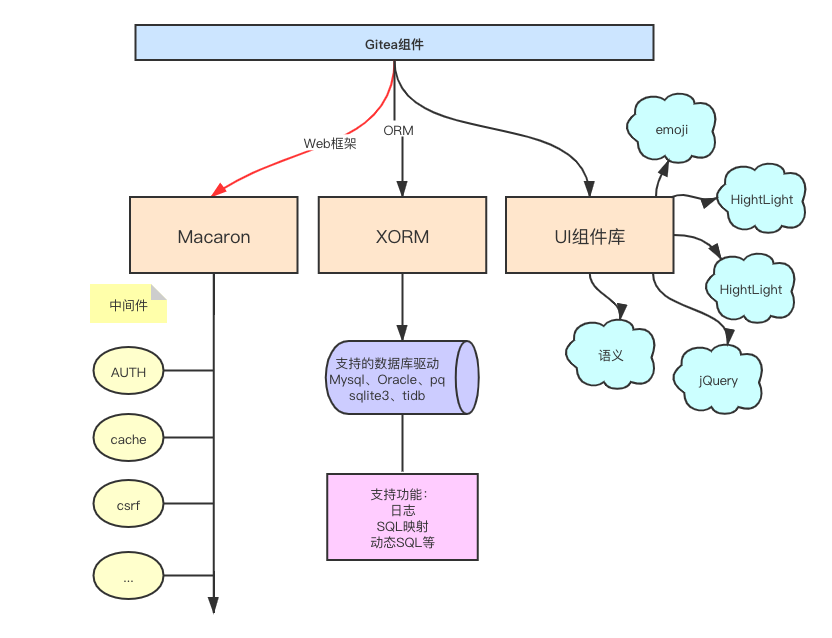 Gitea组件
Web框架
ORM
Macaron
XORM
UI组件库
emoji
HightLight
HightLight
jQuery
语义
中间件
AUTH
cache
csrf
...
支持的数据库驱动
Mysql、Oracle、pq
sqlite3、tidb
支持功能：
日志
SQL映射
动态SQL等